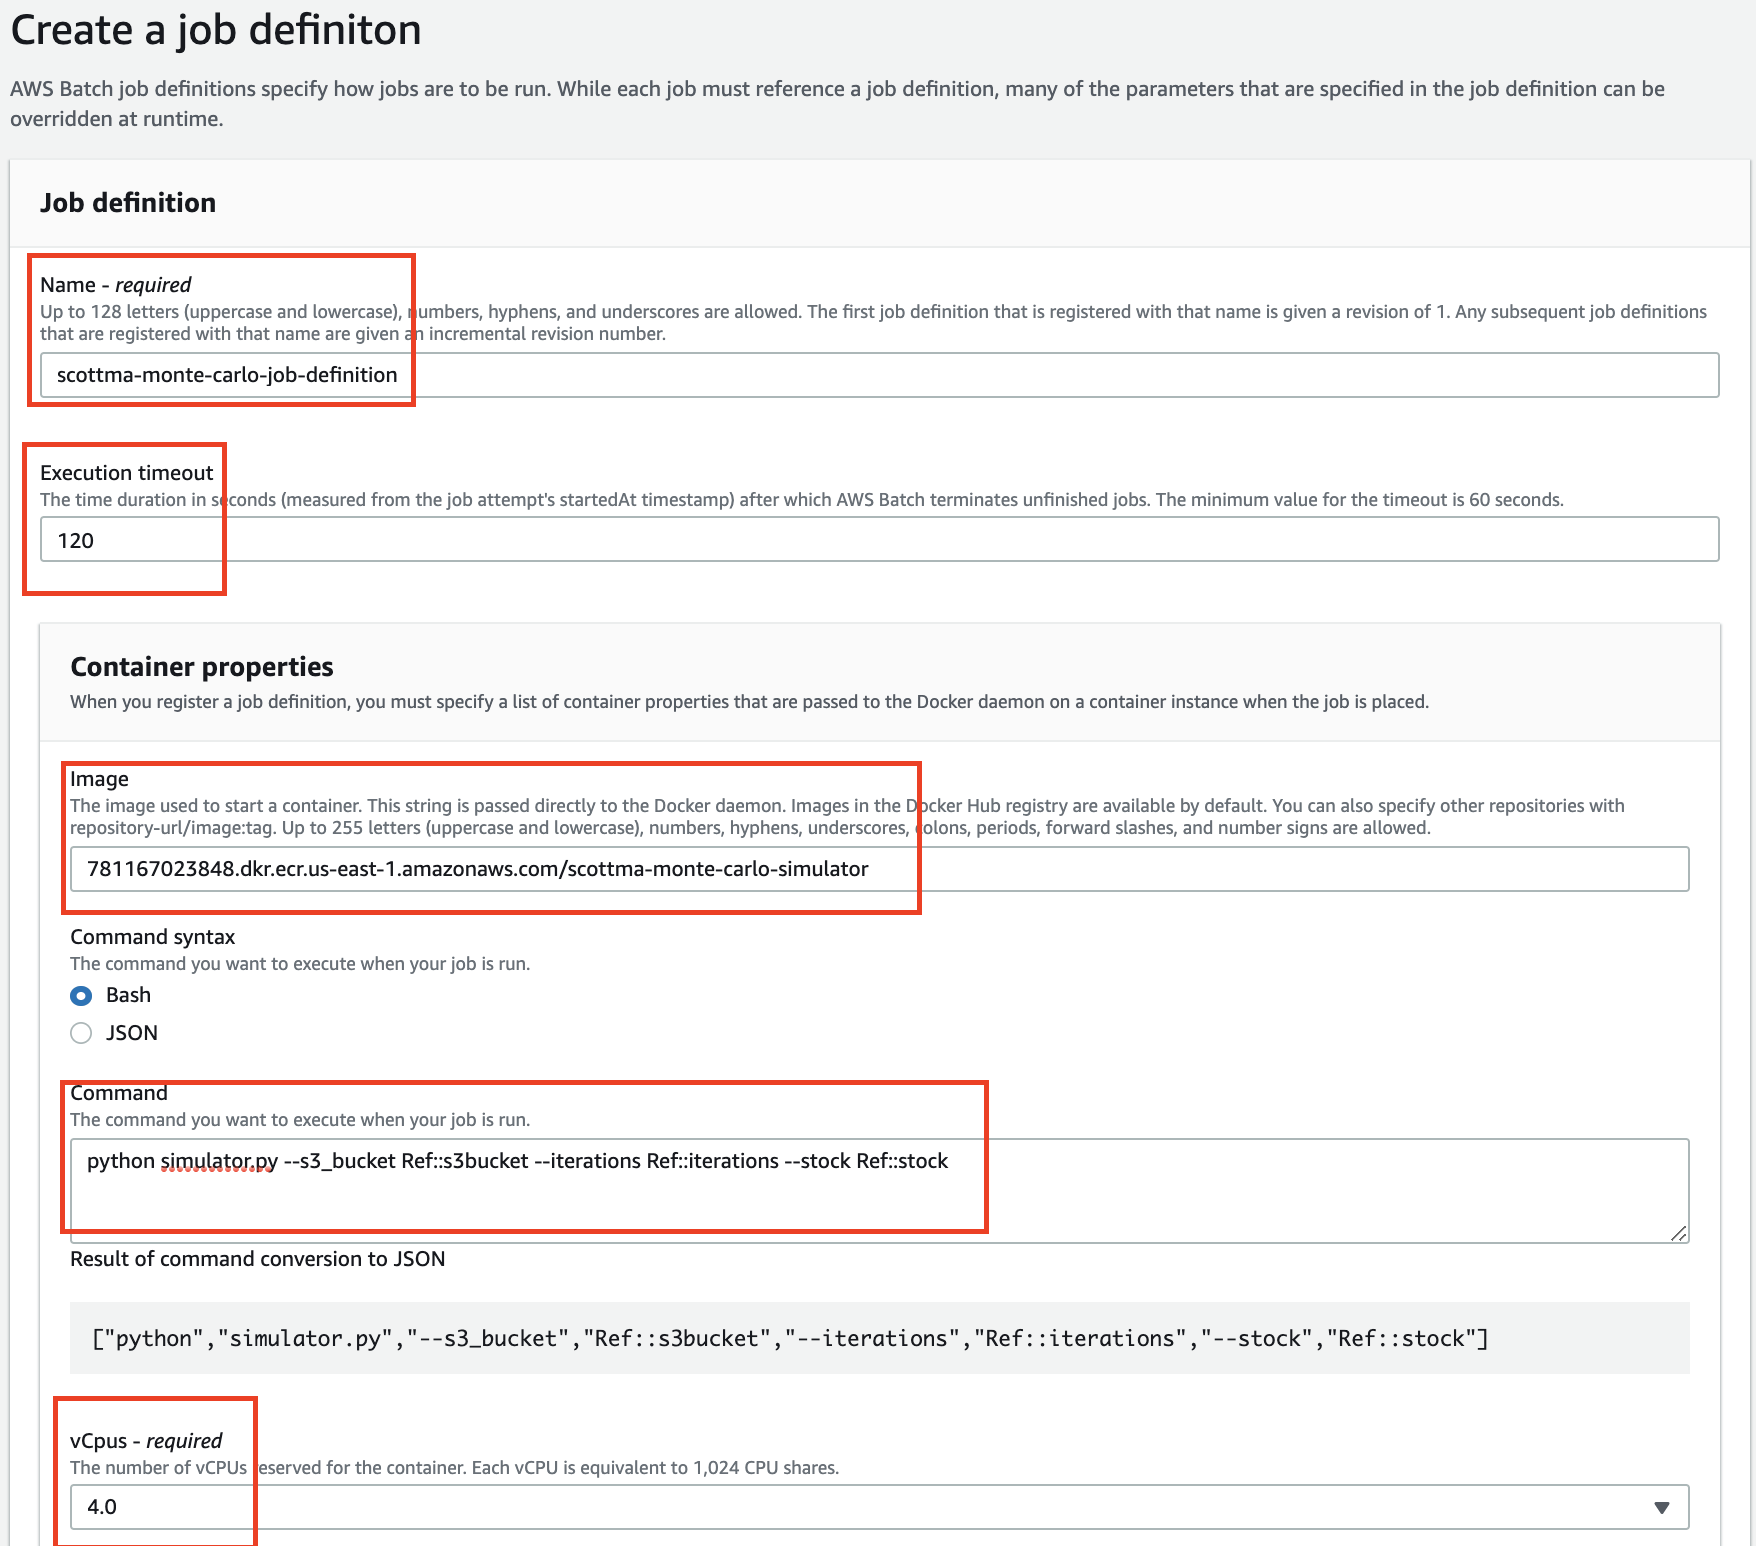 Create a job definiton
AWS Batch job definitions specify how jobs are to be run. While each job must reference a job definition, many of the parameters that are specified in the job definition can be
overridden at runtime.
Job definition
Name - required
Up to 128 letters (uppercase and lowercase), numbers, hyphens, and underscores are allowed. The first job definition that is registered with that name is given a revision of 1. Any subsequent job definitions
that are registered with that name are given an incremental revision number.
scottma-monte-carlo-job-definition
Execution timeout
The time duration in seconds (measured from the job attempt's startedAt timestamp) after which AWS Batch terminates unfinished jobs. The minimum value for the timeout is 60 seconds.
120
Container properties
When you register a job definition, you must specify a list of container properties that are passed to the Docker daemon on a container instance when the job is placed.
Image
The image used to start a container. This string is passed directly to the Docker daemon. Images in the Docker Hub registry are available by default. You can also specify other repositories with
repository-url/image:tag. Up to 255 letters (uppercase and lowercase), numbers, hyphens, underscores, colons, periods, forward slashes, and number signs are allowed.
781167023848.dkr.ecr.us-east-1.amazonaws.com/scottma-monte-carlo-simulator
Command syntax
The command you want to execute when your job is run.
Bash
JSON
Command
The command you want to execute when your job is run.
python simulator.py --s3_bucket Ref::s3bucket --iterations Ref::iterations --stock Ref::stock
Result of command conversion to JSON
["python","simulator.py","--s3_bucket","Ref::s3bucket","--iterations","Ref::iterations","--stock","Ref::stock"]
vCpus - required
The number of vCPUs reserved for the container. Each vCPU is equivalent to 1,024 CPU shares.
4.0